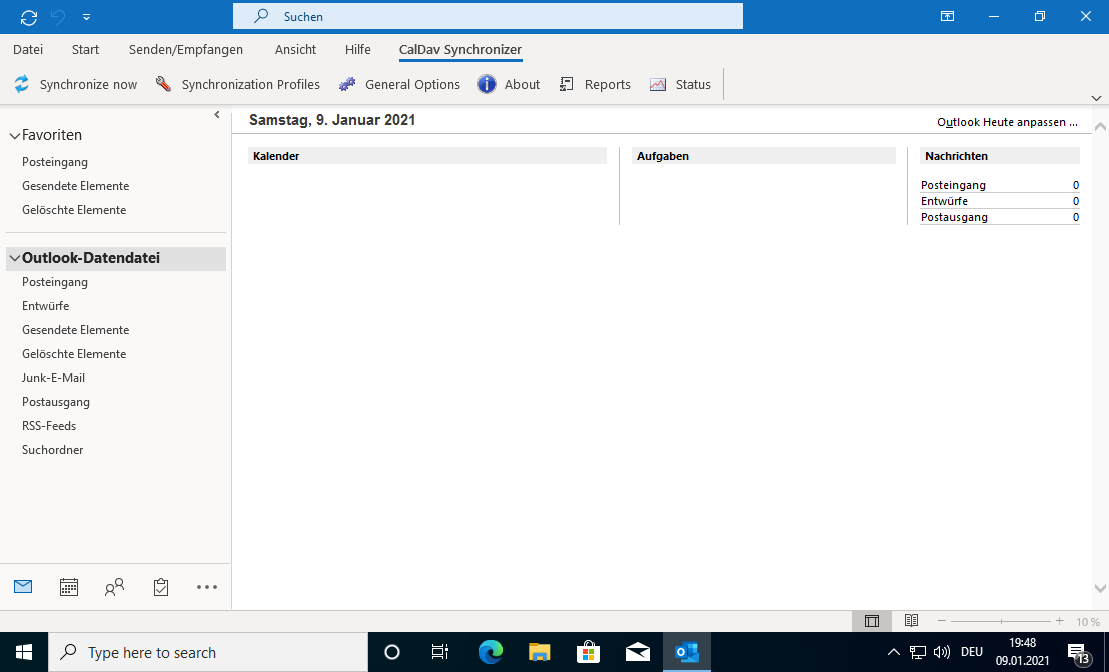 Suchen
Datei Start Senden/Empfangen Ansicht Hilfe CalDav Synchronizer
Synchronize now Synchronization Profiles General Options About Reports Status
Favoriten
Posteingang
Gesendete Elemente
Gelöschte Elemente
Outlook-Datendatei
Posteingang
Entwürfe
Gesendete Elemente
Gelöschte Elemente
Junk-E-Mail
Postausgang
RSS-Feeds
Suchordner
Samstag, 9. Januar 2021
Outlook Heute anpassen ...
Kalender
Aufgaben
Nachrichten
Posteingang 0
Entwürfe 0
Postausgang 0
10 %
Type here to search
DEU
19:48
09.01.2021
13